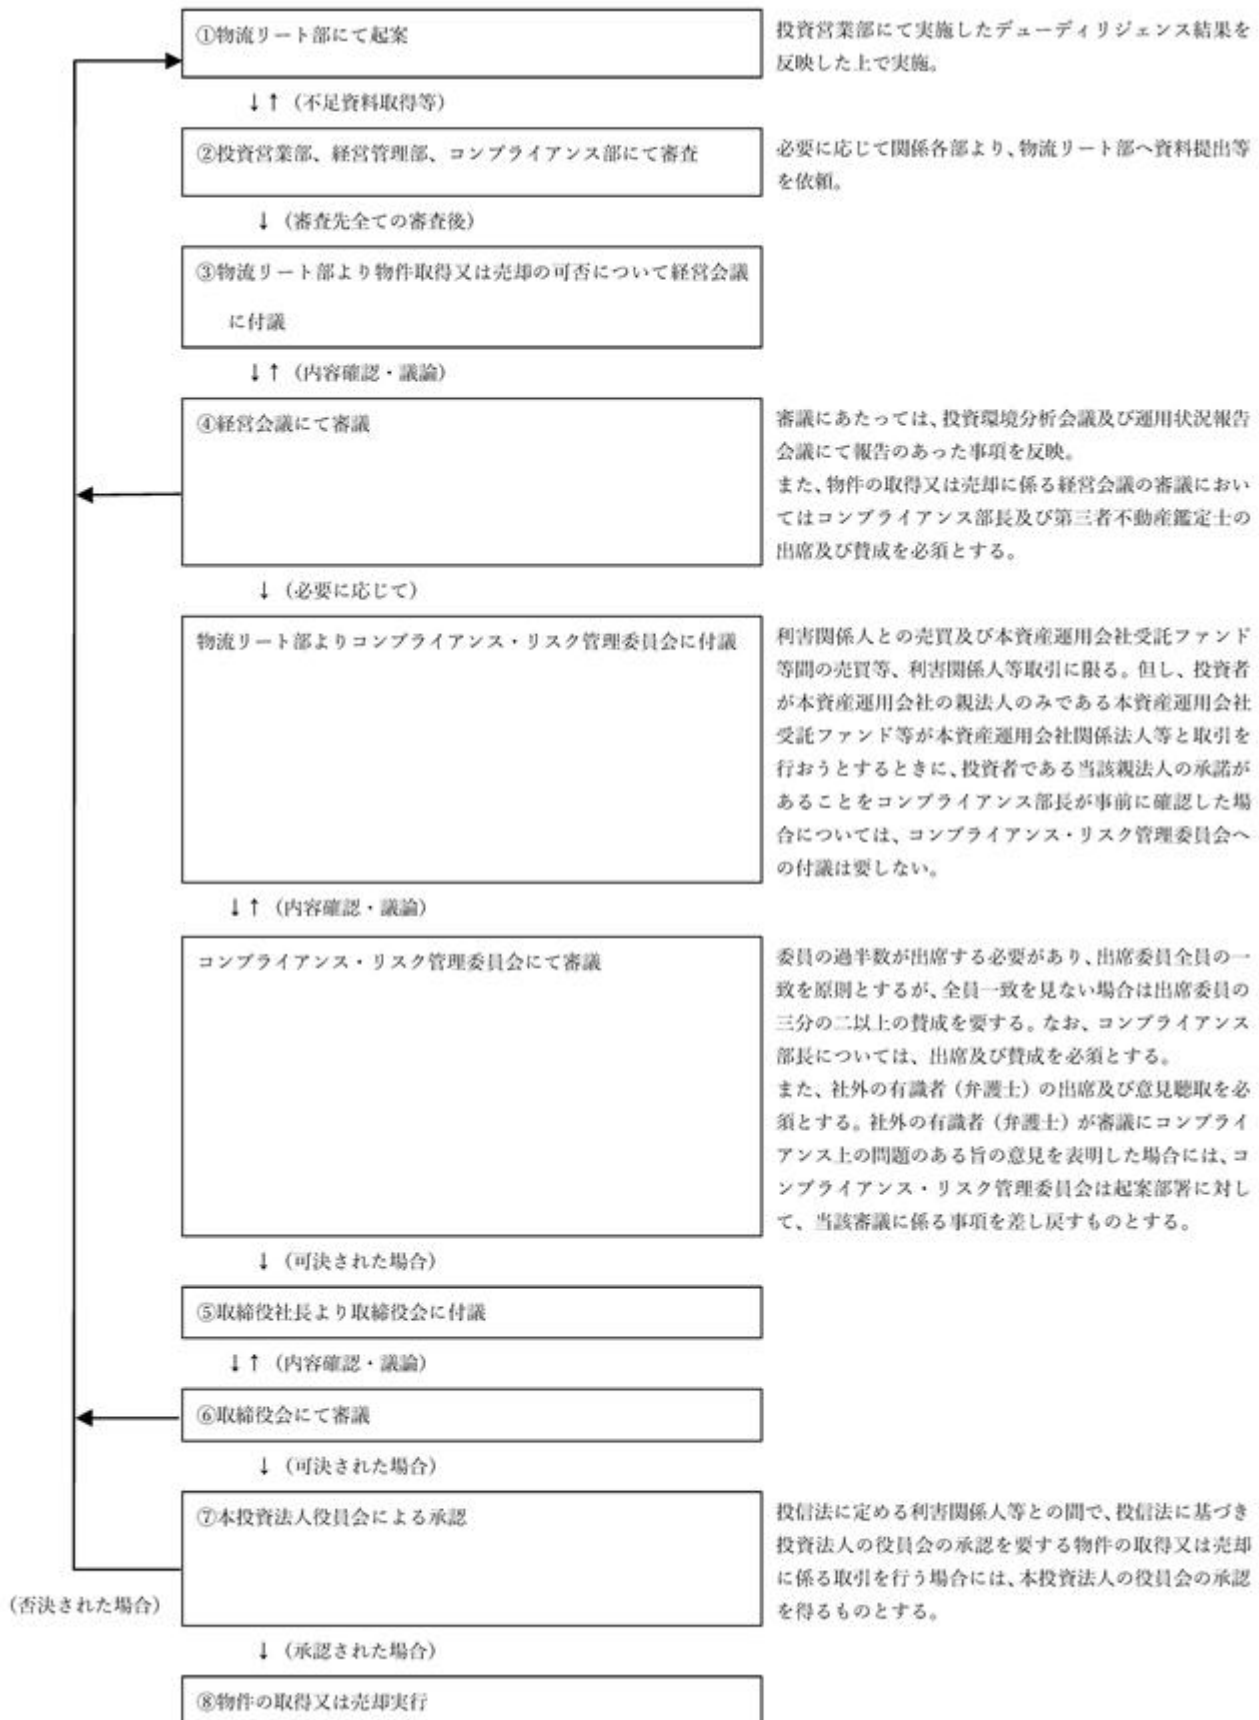 ①物流リート部にて起案
投資営業部にて実施したデューディリジェンス結果を
反映した上で実施。
↓↑（不足資料取得等）
②投資営業部、経営管理部、コンプライアンス部にて審査
必要に応じて関係各部より、物流リート部へ資料提出等
を依頼。
↓（審査先全ての審査後）
③物流リート部より物件取得又は売却の可否について経営会議
に付議
↓↑（内容確認・議論）
④経営会議にて審議
審議にあたっては、投資環境分析会議及び運用状況報告
会議にて報告のあった事項を反映。
また、物件の取得又は売却に係る経営会議の審議におい
てはコンプライアンス部長及び第三者不動産鑑定士の
出席及び賛成を必須とする。
↓（必要に応じて）
物流リート部よりコンプライアンス・リスク管理委員会に付議
利害関係人との売買及び本資産運用会社受託ファンド
等間の売買等、利害関係人等取引に限る。但し、投資者
が本資産運用会社の親法人のみである本資産運用会社
受託ファンド等が本資産運用会社関係法人等と取引を
行おうとするときに、投資者である当該親法人の承諾が
あることをコンプライアンス部長が事前に確認した場
合については、コンプライアンス・リスク管理委員会へ
の付議は要しない。
↓↑（内容確認・議論）
コンプライアンス・リスク管理委員会にて審議
委員の過半数が出席する必要があり、出席委員全員の一
致を原則とするが、全員一致を見ない場合は出席委員の
三分の二以上の賛成を要する。なお、コンプライアンス
部長については、出席及び賛成を必須とする。
また、社外の有識者（弁護士）の出席及び意見聴取を必
須とする。社外の有識者（弁護士）が審議にコンプライ
アンス上の問題のある旨の意見を表明した場合には、コ
ンプライアンス・リスク管理委員会は起案部署に対し
て、当該審議に係る事項を差し戻すものとする。
↓（可決された場合）
⑤取締役社長より取締役会に付議
↓↑（内容確認・議論）
⑥取締役会にて審議
↓（可決された場合）
⑦本投資法人役員会による承認
投信法に定める利害関係人等との間で、投信法に基づき
投資法人の役員会の承認を要する物件の取得又は売却
に係る取引を行う場合には、本投資法人の役員会の承認
を得るものとする。
（否決された場合）
↓（承認された場合）
⑧物件の取得又は売却実行